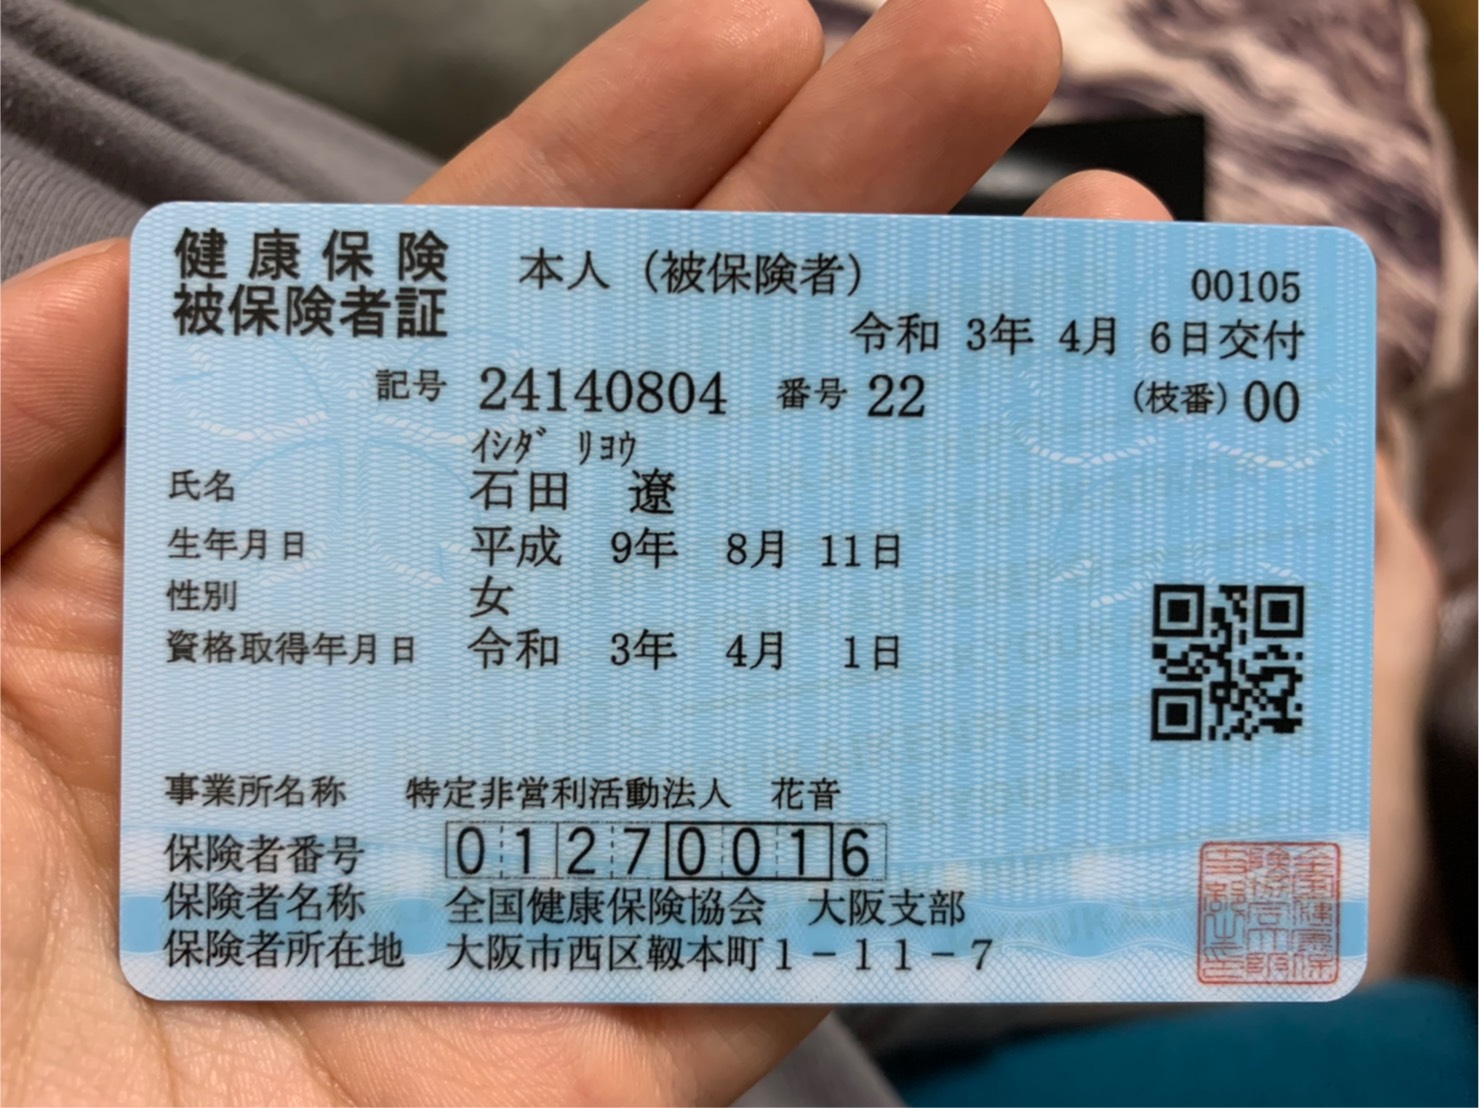 健康保険
被保険者証
本人（被保険者）
00105
令和 3年 4月 6日交付
記号 24140804 番号 22 （枝番）00
ｲｼﾀﾞ ﾘﾖｳ
氏名 石田 遼
生年月日 平成 9年 8月 11日
性別 女
資格取得年月日 令和 3年 4月 1日
事業所名称 特定非営利活動法人 花音
保険者番号 01270016
保険者名称 全国健康保険協会 大阪支部
保険者所在地 大阪市西区靱本町１－１１－７